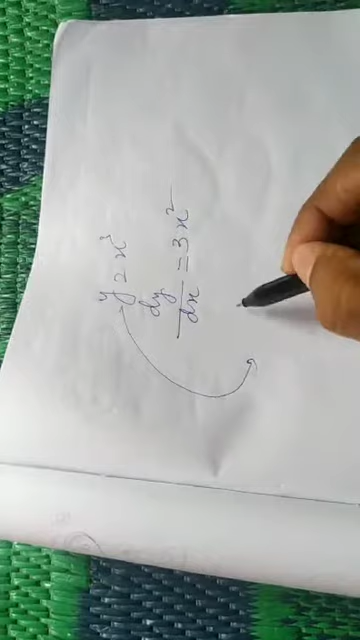 y = x³
dy/dx = 3x²